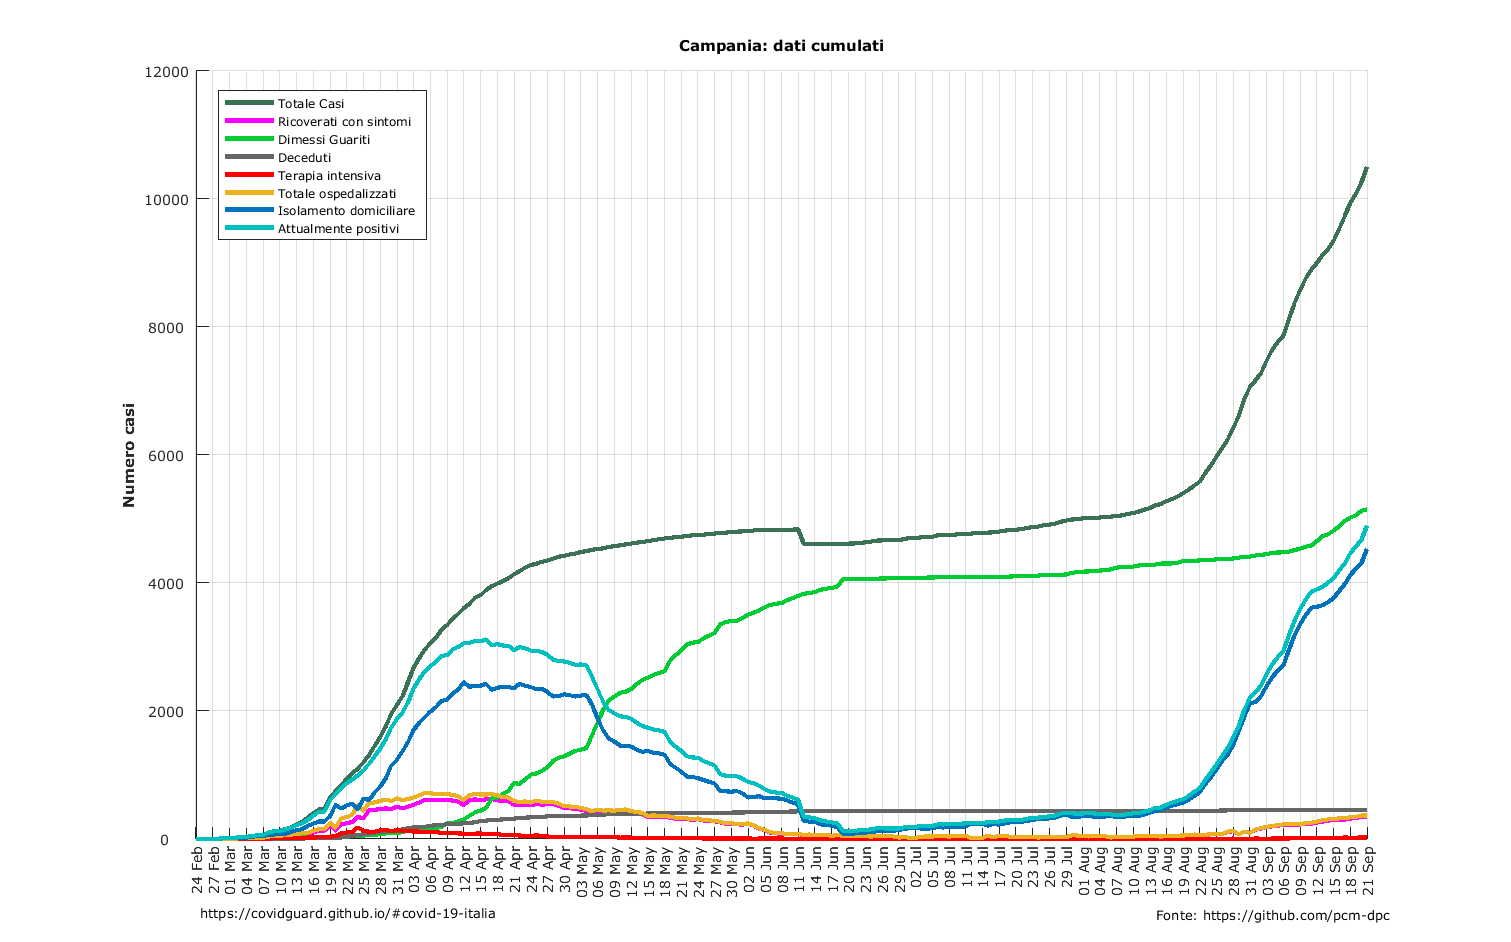 Campania: dati cumulati
Numero casi
12000
10000
8000
6000
4000
2000
0
Totale Casi
Ricoverati con sintomi
Dimessi Guariti
Deceduti
Terapia intensiva
Totale ospedalizzati
Isolamento domiciliare
Attualmente positivi
24 Feb
27 Feb
01 Mar
04 Mar
07 Mar
10 Mar
13 Mar
16 Mar
19 Mar
22 Mar
25 Mar
28 Mar
31 Mar
03 Apr
06 Apr
09 Apr
12 Apr
15 Apr
18 Apr
21 Apr
24 Apr
27 Apr
30 Apr
03 May
06 May
09 May
12 May
15 May
18 May
21 May
24 May
27 May
30 May
02 Jun
05 Jun
08 Jun
11 Jun
14 Jun
17 Jun
20 Jun
23 Jun
26 Jun
29 Jun
02 Jul
05 Jul
08 Jul
11 Jul
14 Jul
17 Jul
20 Jul
23 Jul
26 Jul
29 Jul
01 Aug
04 Aug
07 Aug
10 Aug
13 Aug
16 Aug
19 Aug
22 Aug
25 Aug
28 Aug
31 Aug
03 Sep
06 Sep
09 Sep
12 Sep
15 Sep
18 Sep
21 Sep
https://covidguard.github.io/#covid-19-italia
Fonte: https://github.com/pcm-dpc